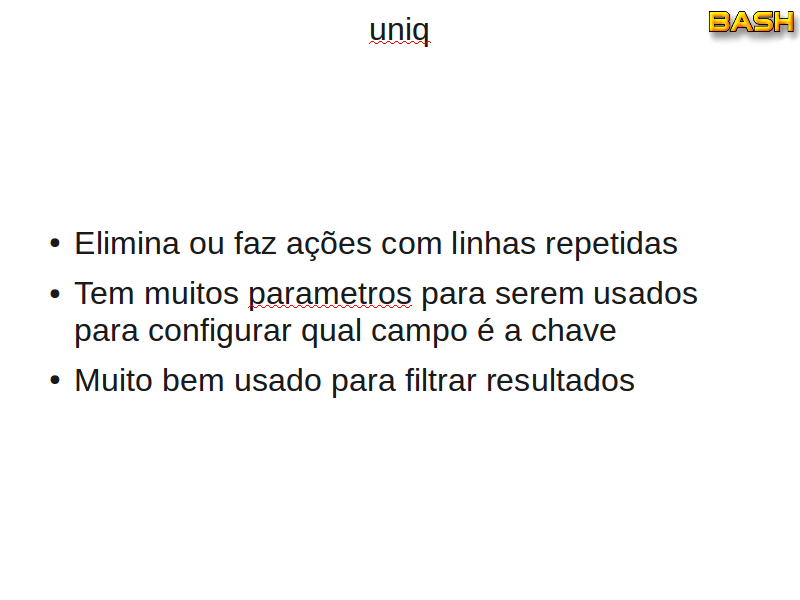 uniq
BASH
• Elimina ou faz ações com linhas repetidas
• Tem muitos parametros para serem usados
para configurar qual campo é a chave
• Muito bem usado para filtrar resultados